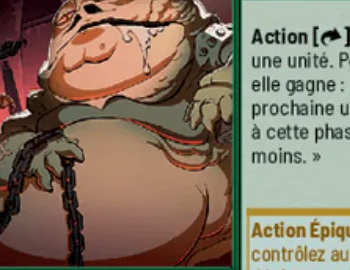 Action [
une unité. P
elle gagne :
prochaine u
à cette phas
moins. »
Action Épiqu
contrôlez au